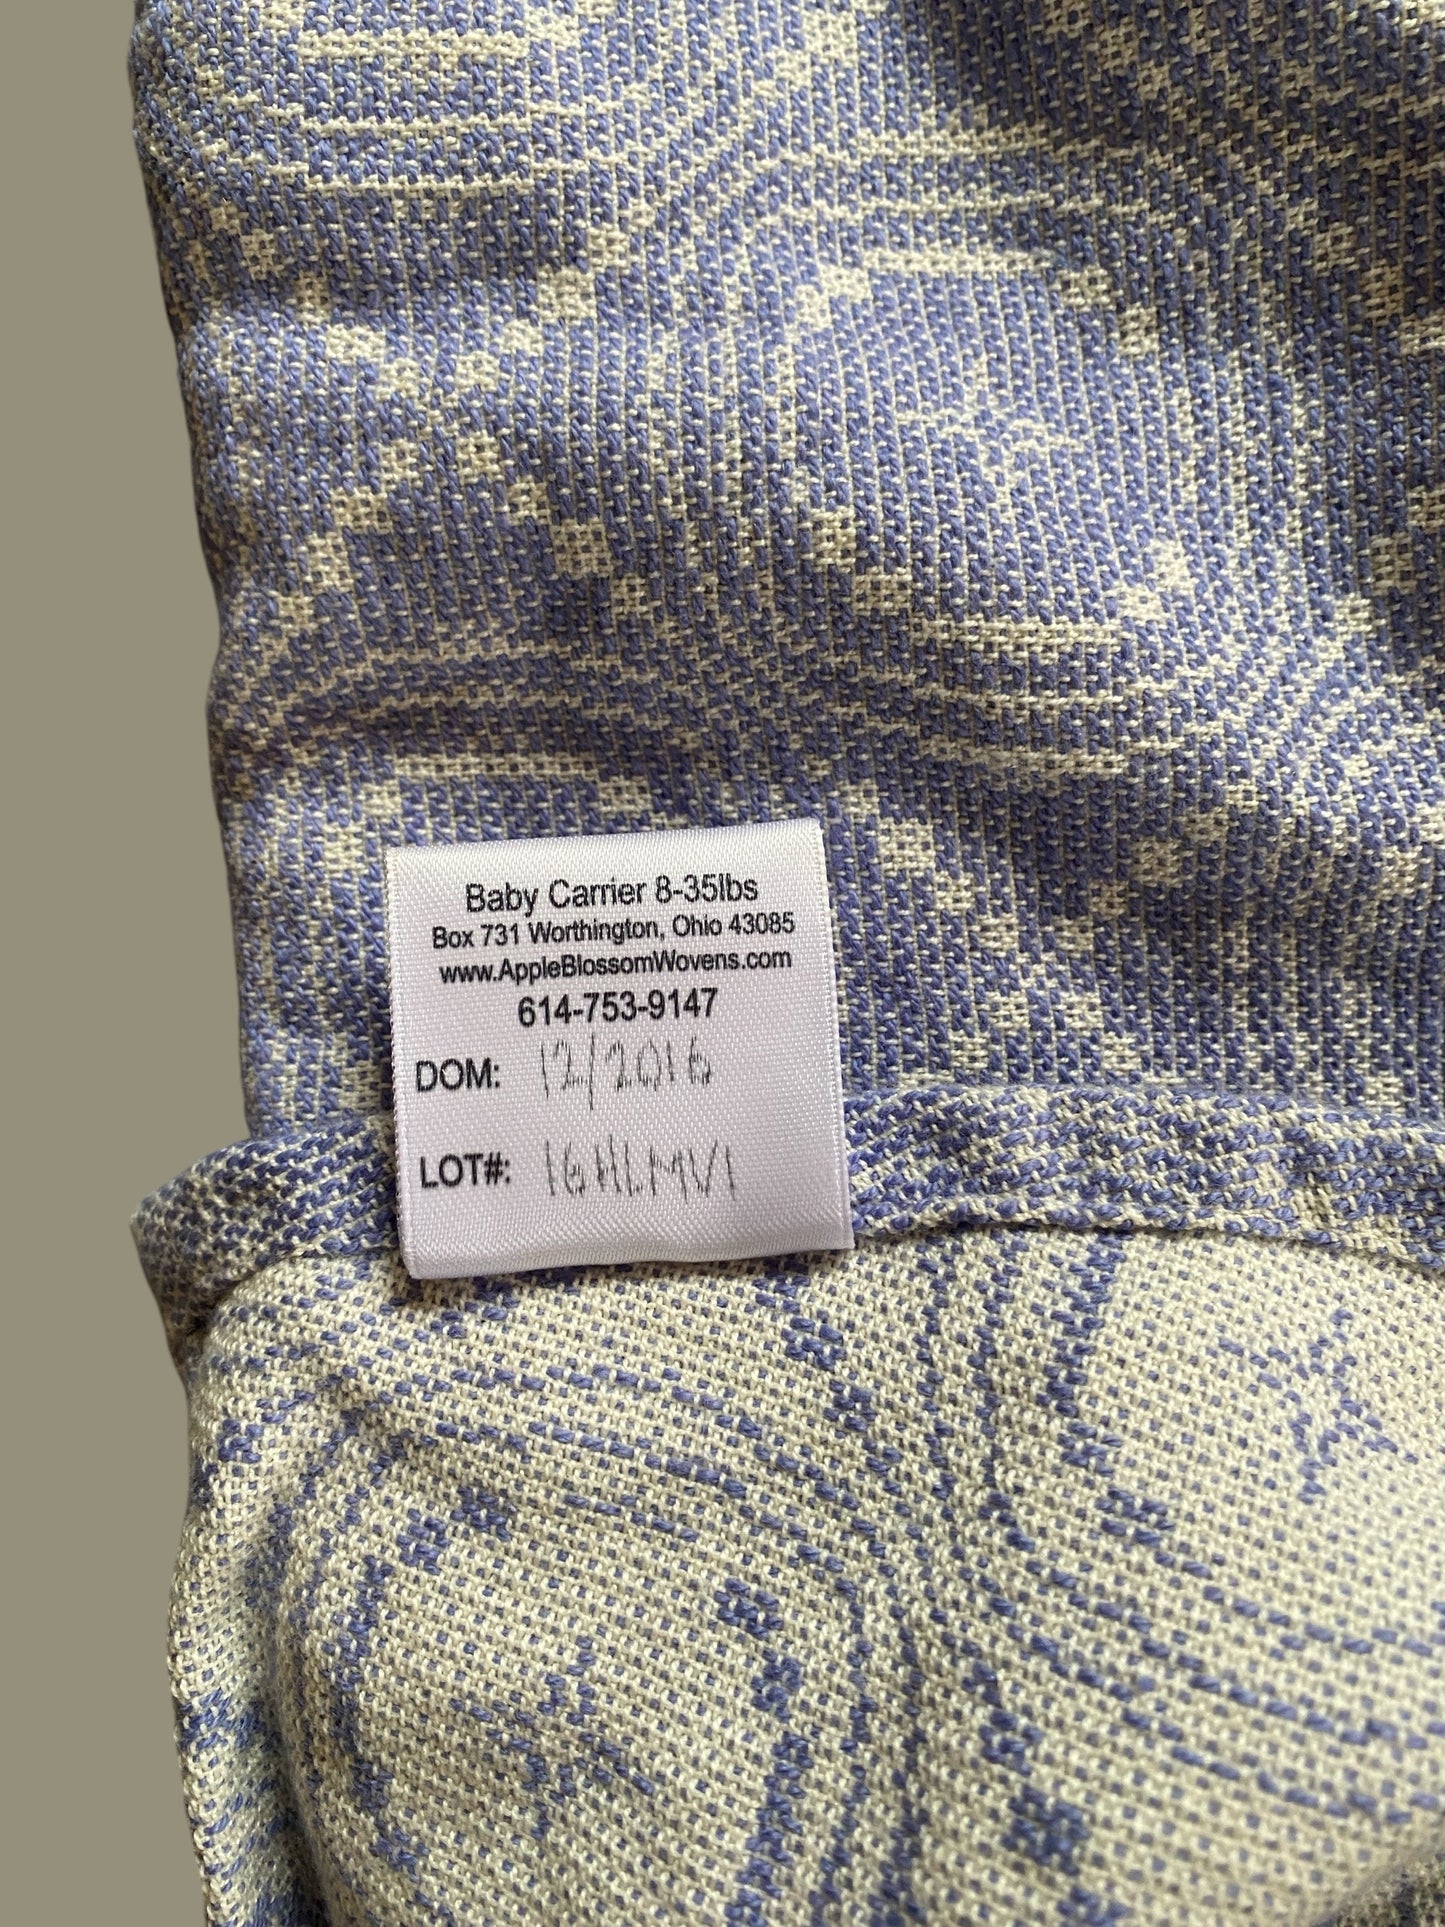 Baby Carrier 8-35lbs
Box 731 Worthington, Ohio 43085
www.AppleBlossomWovens.com
614-753-9147
DOM: 12/2016
LOT#: 16HLMV1